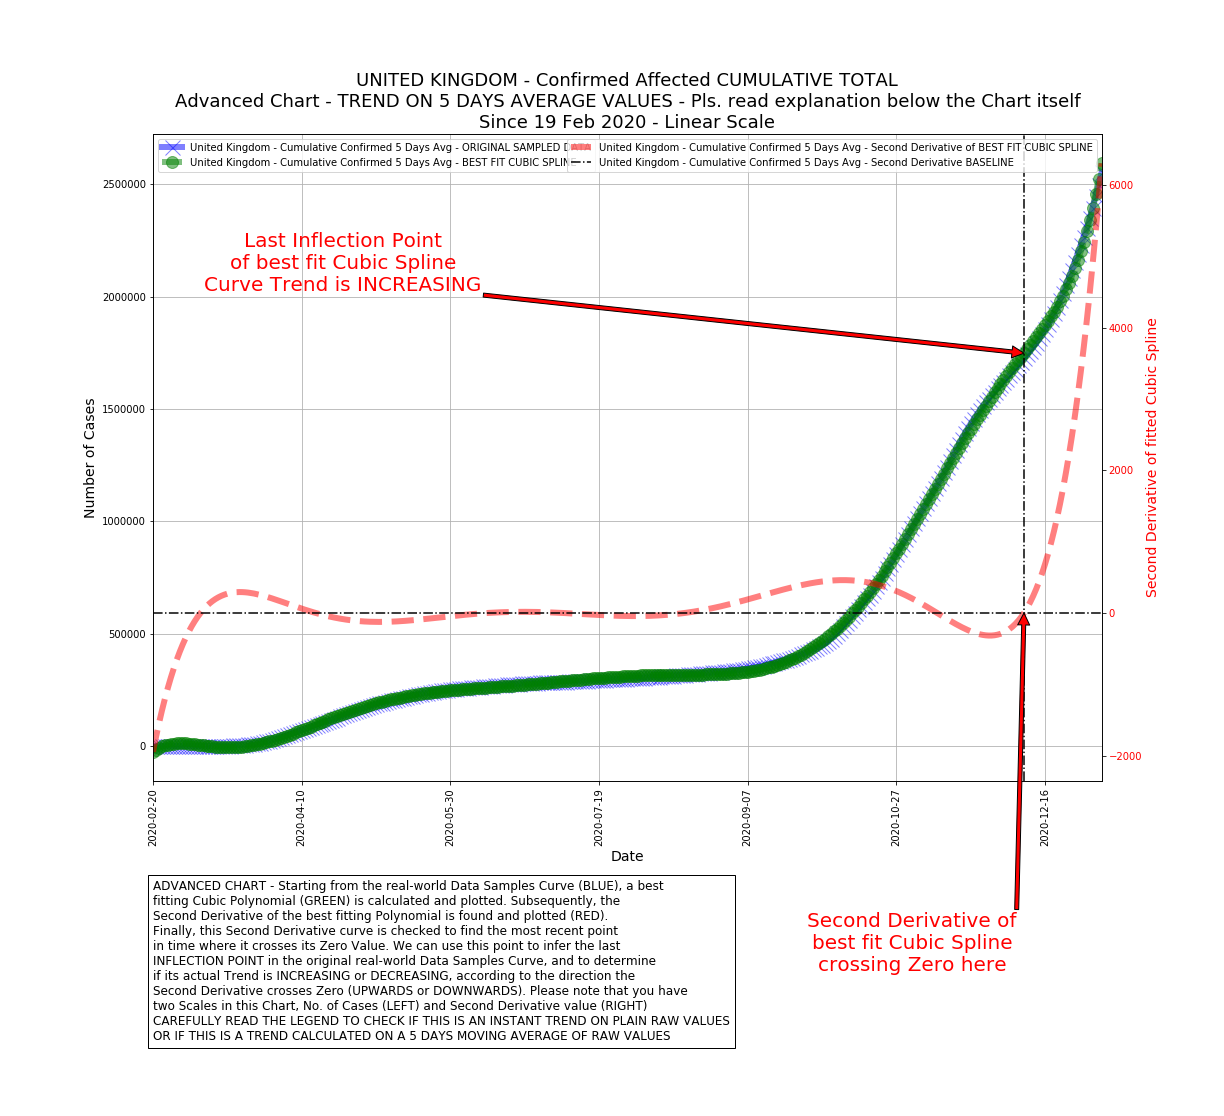 UNITED KINGDOM - Confirmed Affected CUMULATIVE TOTAL
Advanced Chart - TREND ON 5 DAYS AVERAGE VALUES - Pls. read explanation below the Chart itself
Since 19 Feb 2020 - Linear Scale
United Kingdom - Cumulative Confirmed 5 Days Avg - ORIGINAL SAMPLED DATA
United Kingdom - Cumulative Confirmed 5 Days Avg - BEST FIT CUBIC SPLINE
United Kingdom - Cumulative Confirmed 5 Days Avg - Second Derivative of BEST FIT CUBIC SPLINE
United Kingdom - Cumulative Confirmed 5 Days Avg - Second Derivative BASELINE
Last Inflection Point
of best fit Cubic Spline
Curve Trend is INCREASING
Number of Cases
2500000
2000000
1500000
1000000
500000
0
6000
4000
2000
0
−2000
Second Derivative of fitted Cubic Spline
2020-02-20
2020-04-10
2020-05-30
2020-07-19
2020-09-07
2020-10-27
2020-12-16
Date
Second Derivative of
best fit Cubic Spline
crossing Zero here
ADVANCED CHART - Starting from the real-world Data Samples Curve (BLUE), a best
fitting Cubic Polynomial (GREEN) is calculated and plotted. Subsequently, the
Second Derivative of the best fitting Polynomial is found and plotted (RED).
Finally, this Second Derivative curve is checked to find the most recent point
in time where it crosses its Zero Value. We can use this point to infer the last
INFLECTION POINT in the original real-world Data Samples Curve, and to determine
if its actual Trend is INCREASING or DECREASING, according to the direction the
Second Derivative crosses Zero (UPWARDS or DOWNWARDS). Please note that you have
two Scales in this Chart, No. of Cases (LEFT) and Second Derivative value (RIGHT)
CAREFULLY READ THE LEGEND TO CHECK IF THIS IS AN INSTANT TREND ON PLAIN RAW VALUES
OR IF THIS IS A TREND CALCULATED ON A 5 DAYS MOVING AVERAGE OF RAW VALUES